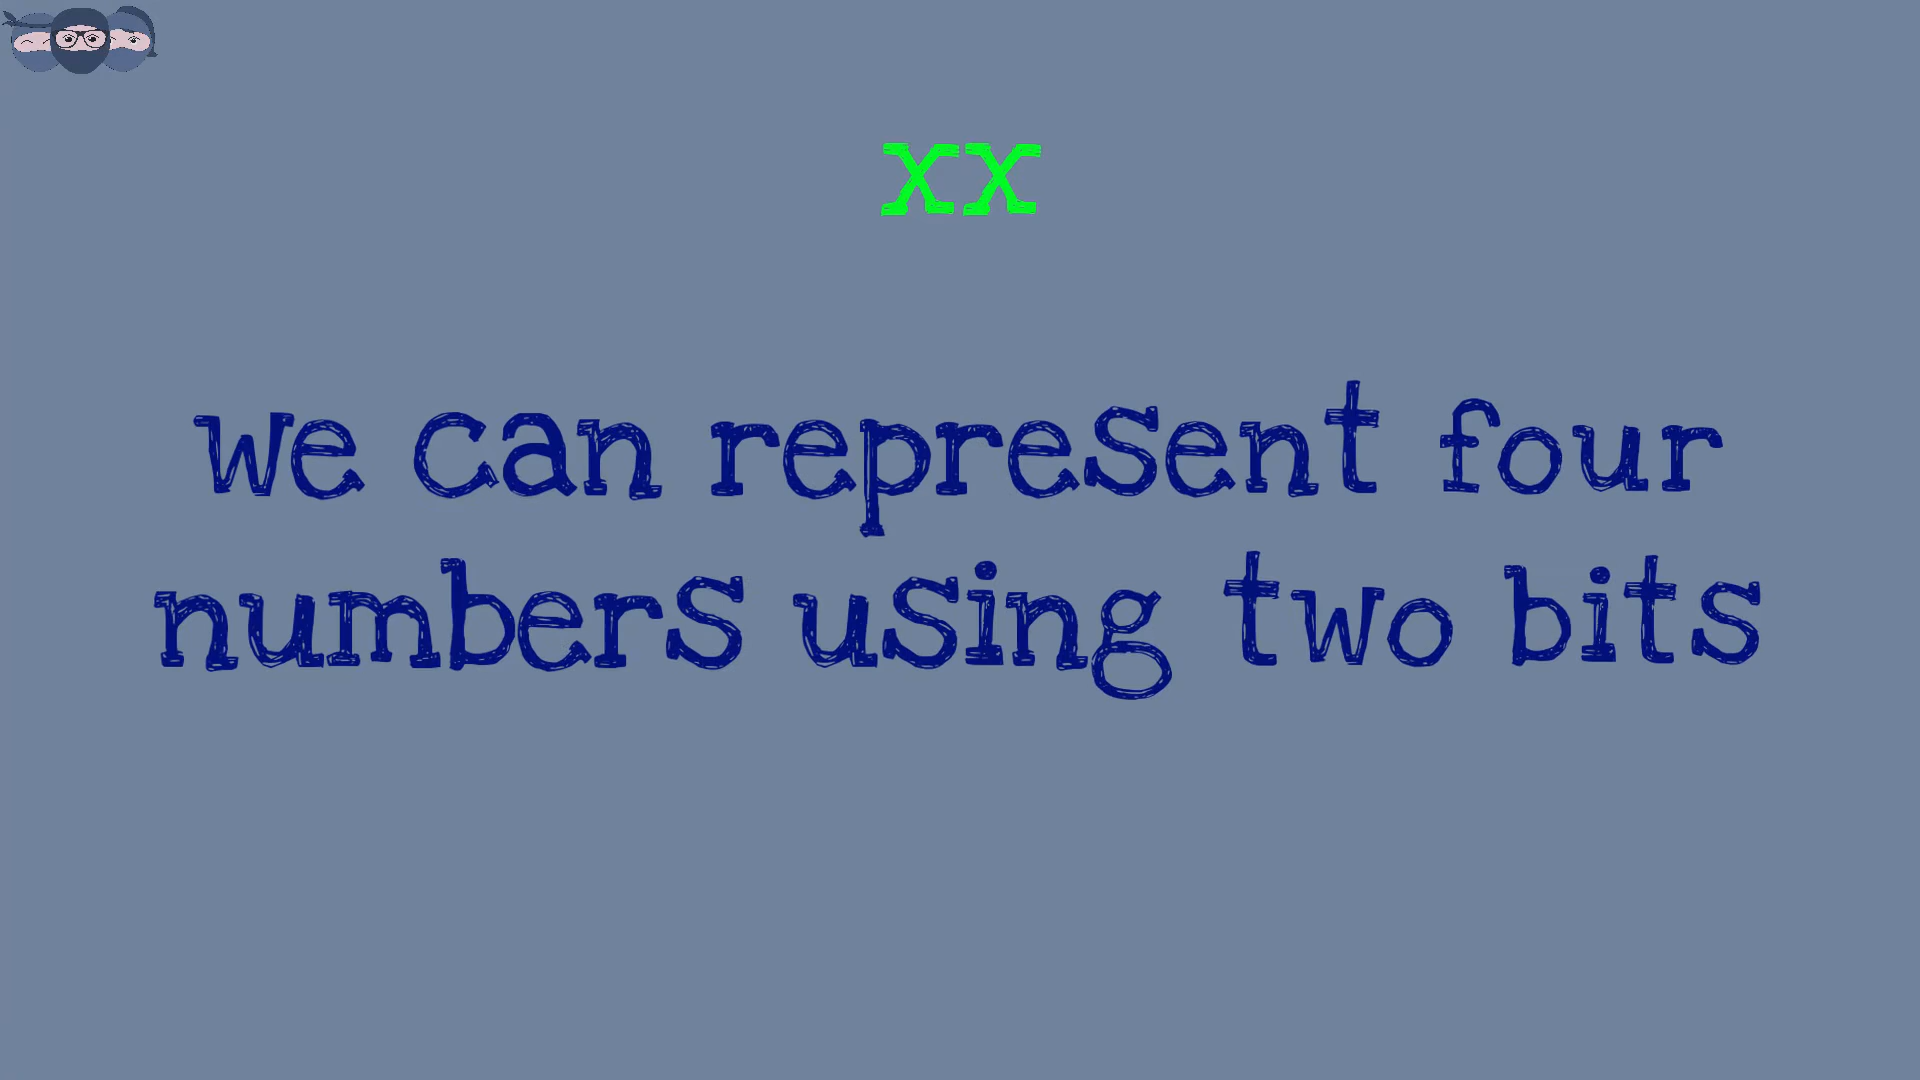 xx
we can represent four
numbers using two bits